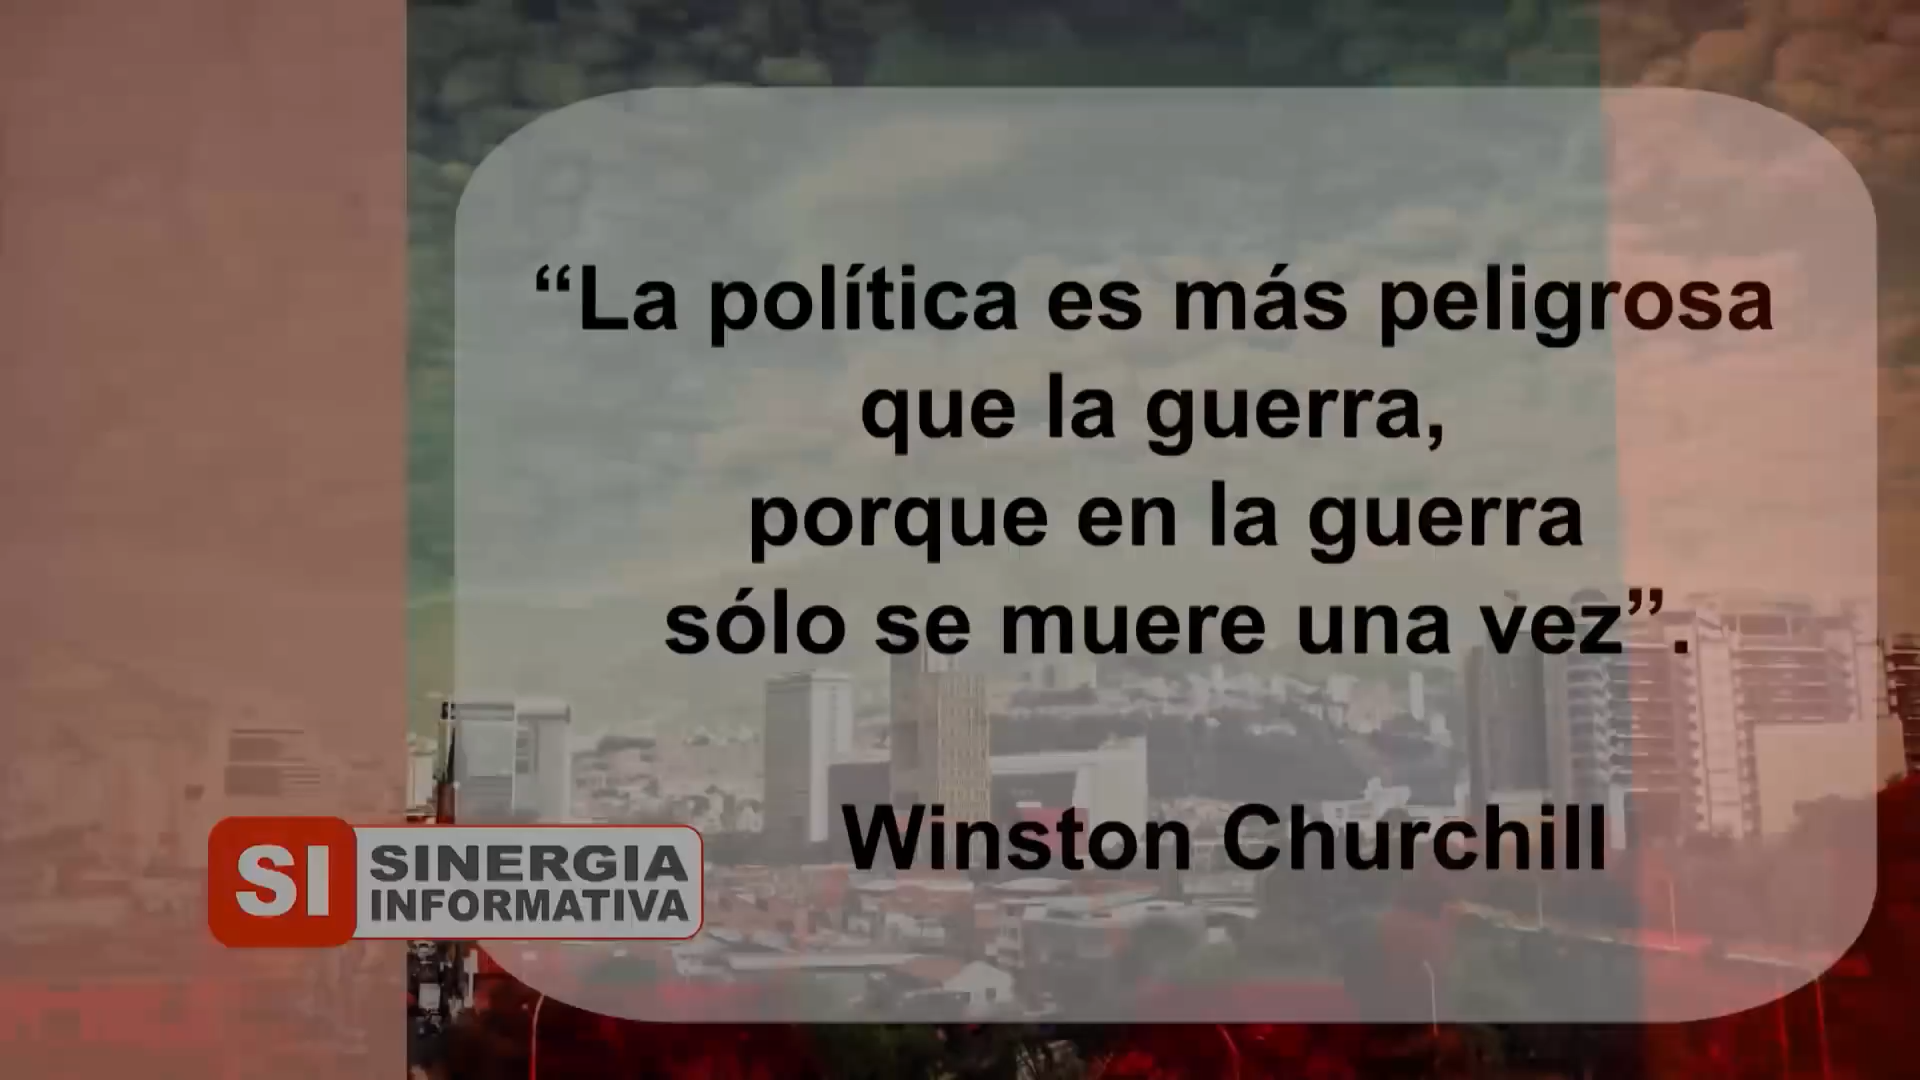 “La política es más peligrosa
que la guerra,
porque en la guerra
sólo se muere una vez”.
Winston Churchill
SI SINERGIA
INFORMATIVA